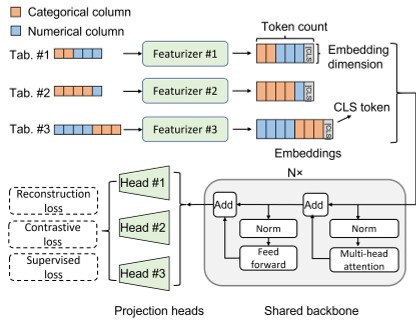 Categorical column
Numerical column
Token count
Tab. #1
Featurizer #1
[CLS]
Embedding
dimension
Tab. #2
Featurizer #2
[CLS]
CLS token
Tab. #3
Featurizer #3
[CLS]
Embeddings
N×
Head #1
Reconstruction
loss
Add
Add
Contrastive
loss
Head #2
Norm
Norm
Supervised
loss
Head #3
Feed
forward
Multi-head
attention
Projection heads
Shared backbone